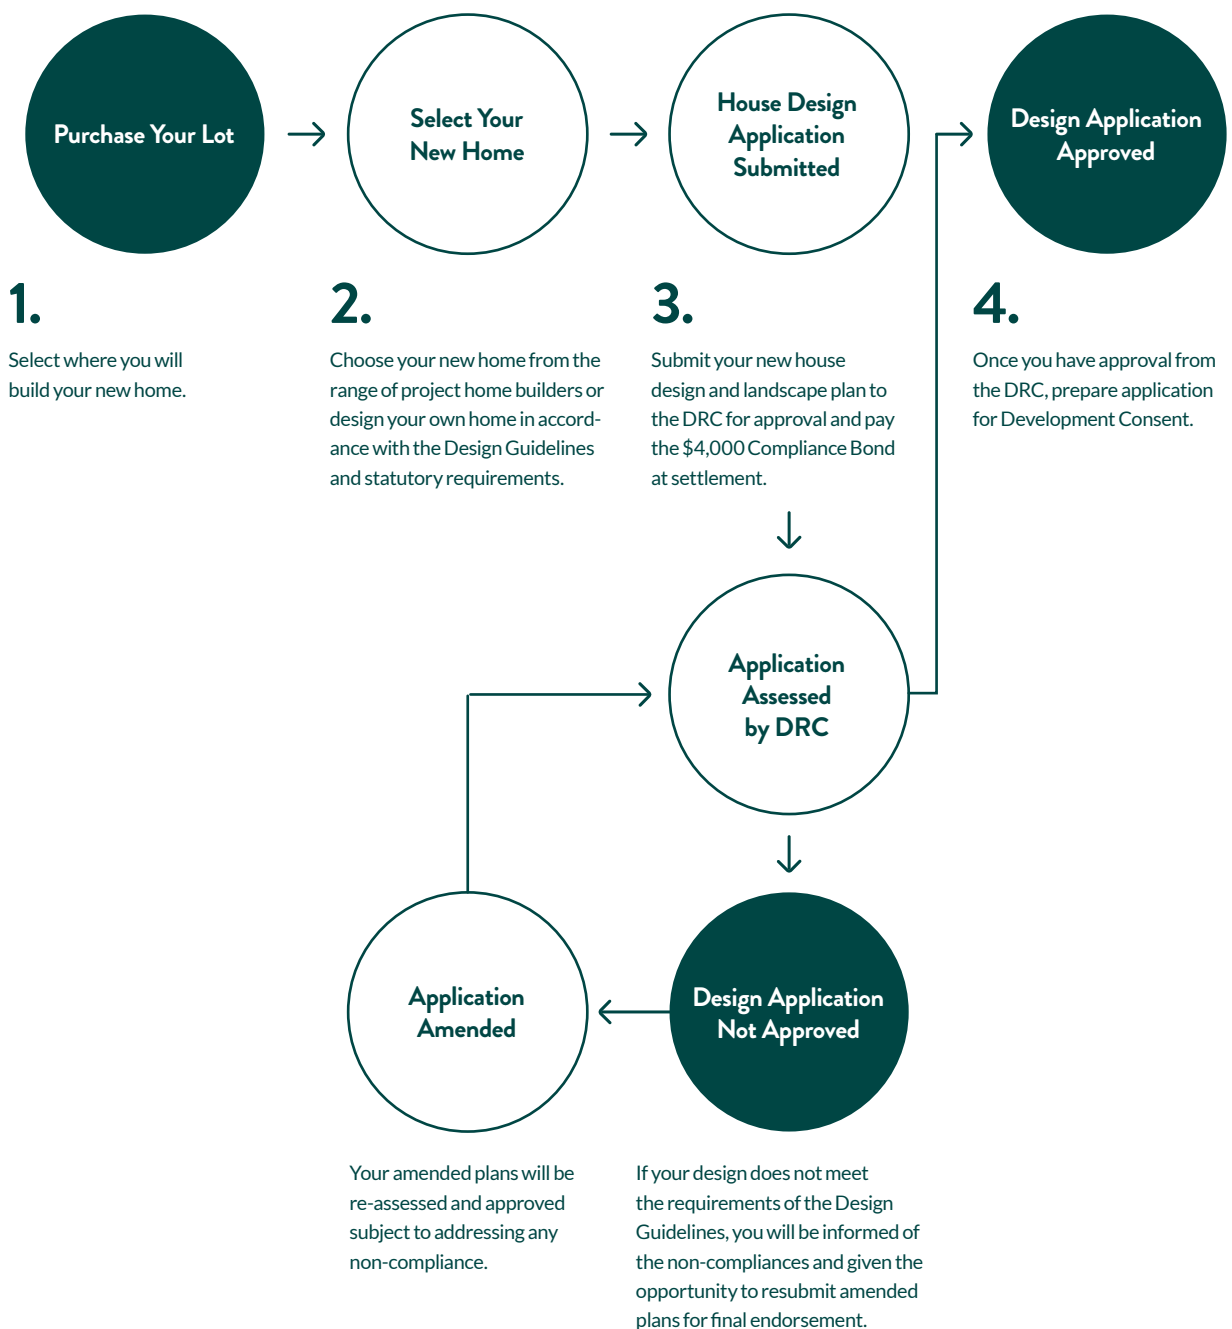 Purchase Your Lot
Select Your
New Home
House Design
Application
Submitted
Design Application
Approved
1.
Select where you will
build your new home.
2.
Choose your new home from the
range of project home builders or
design your own home in accord-
ance with the Design Guidelines
and statutory requirements.
3.
Submit your new house
design and landscape plan to
the DRC for approval and pay
the $4,000 Compliance Bond
at settlement.
4.
Once you have approval from
the DRC, prepare application
for Development Consent.
Application
Assessed
by DRC
Design Application
Not Approved
If your design does not meet
the requirements of the Design
Guidelines, you will be informed of
the non-compliances and given the
opportunity to resubmit amended
plans for final endorsement.
Application
Amended
Your amended plans will be
re-assessed and approved
subject to addressing any
non-compliance.